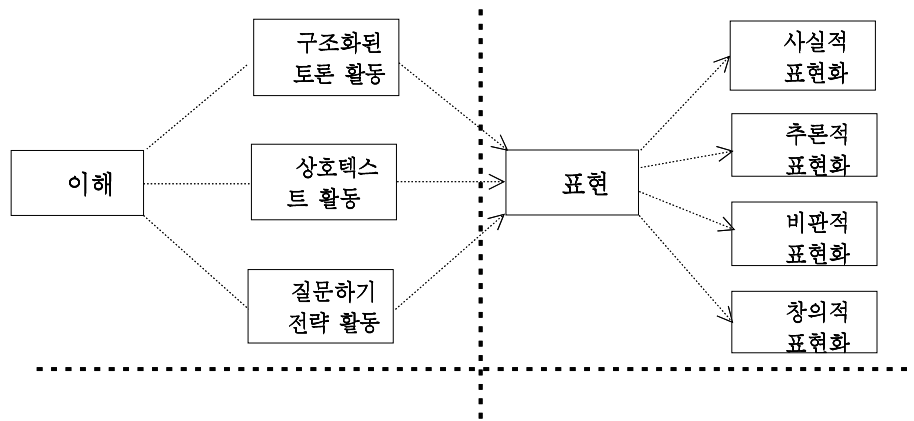 이해
구조화된
토론 활동
상호텍스
트 활동
질문하기
전략 활동
표현
사실적
표현화
추론적
표현화
비판적
표현화
창의적
표현화